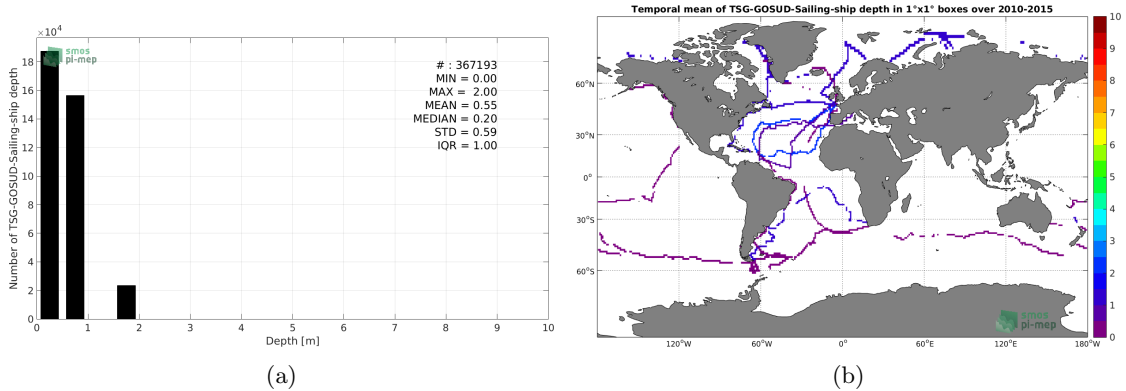 ×10⁴
18
16
14
12
10
8
6
4
2
0
Number of TSG-GOSUD-Sailing-ship depth
smos
pi-mep
# : 367193
MIN = 0.00
MAX = 2.00
MEAN = 0.55
MEDIAN = 0.20
STD = 0.59
IQR = 1.00
0 1 2 3 4 5 6 7 8 9 10
Depth [m]
(a)
Temporal mean of TSG-GOSUD-Sailing-ship depth in 1°x1° boxes over 2010-2015
60°N
30°N
0°
30°S
60°S
120°W 60°W 0° 60°E 120°E 180°W
smos
pi-mep
10
9
8
7
6
5
4
3
2
1
0
(b)